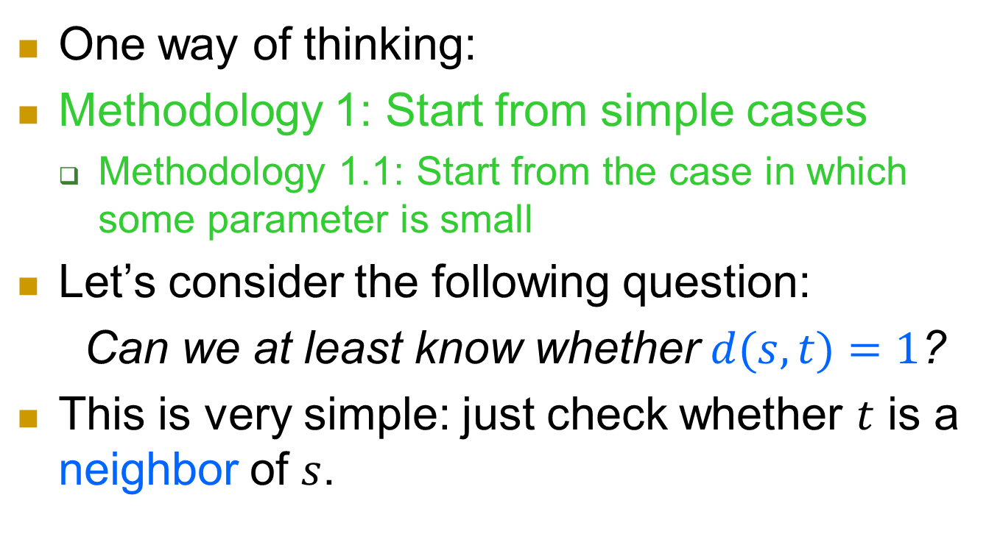 One way of thinking:
Methodology 1: Start from simple cases
Methodology 1.1: Start from the case in which
some parameter is small
Let’s consider the following question:
Can we at least know whether d(s, t) = 1?
This is very simple: just check whether t is a
neighbor of s.